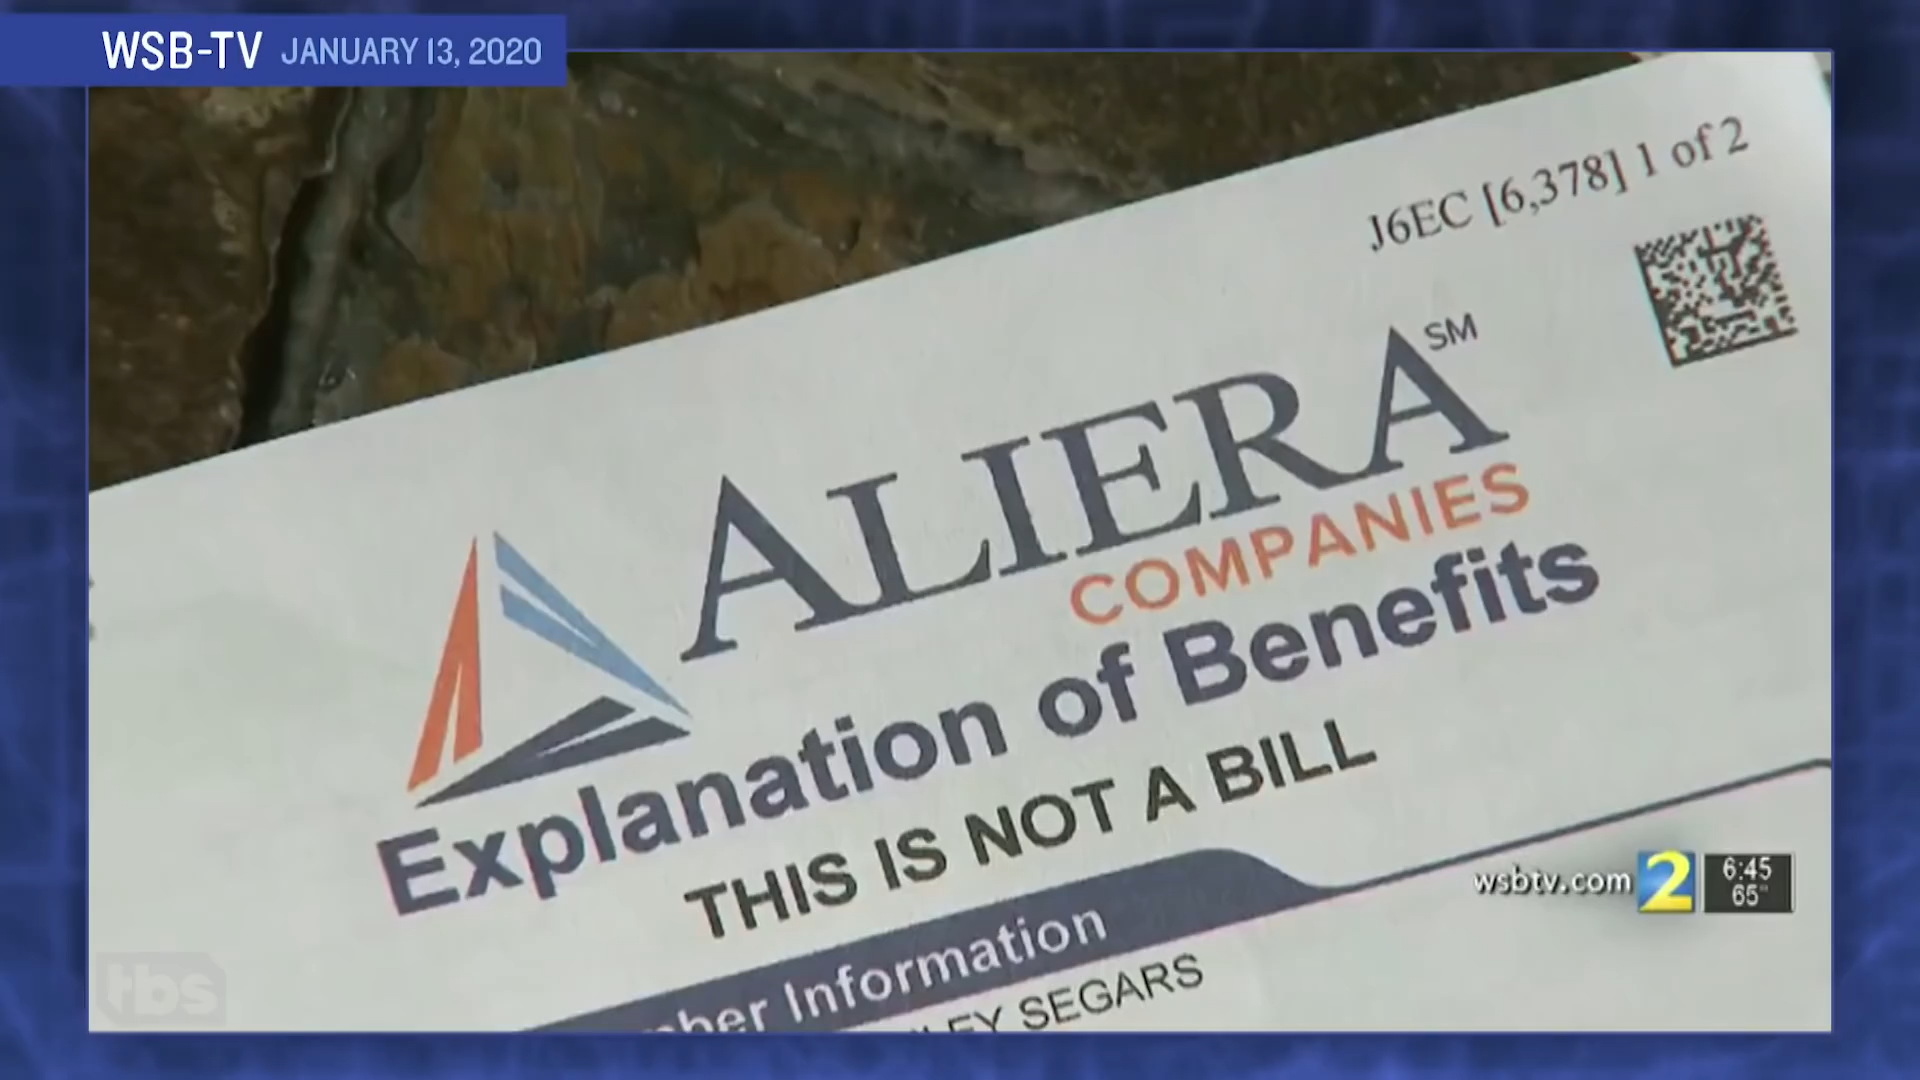 WSB-TV JANUARY 13, 2020
J6EC [6,378] 1 of 2
ALIERA SM
COMPANIES
Explanation of Benefits
THIS IS NOT A BILL
Information
SEGARS
wsbtv.com 2 6:45
65°
tbs